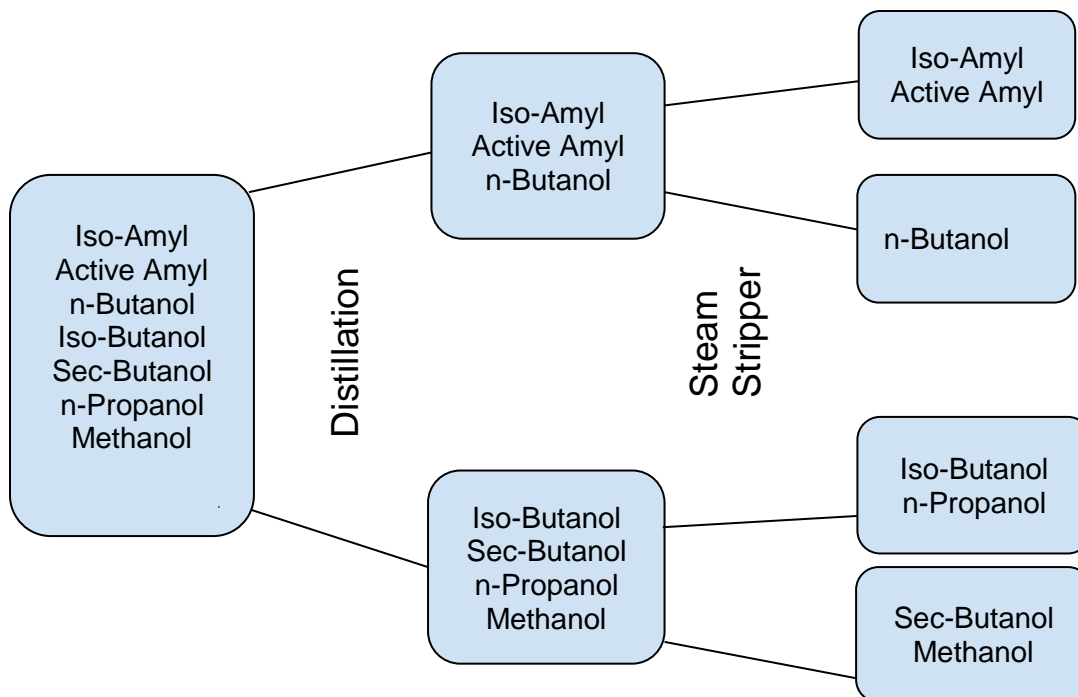 Iso-Amyl
Active Amyl
n-Butanol
Iso-Butanol
Sec-Butanol
n-Propanol
Methanol
Distillation
Iso-Amyl
Active Amyl
n-Butanol
Iso-Butanol
Sec-Butanol
n-Propanol
Methanol
Steam
Stripper
Iso-Amyl
Active Amyl
n-Butanol
Iso-Butanol
n-Propanol
Sec-Butanol
Methanol